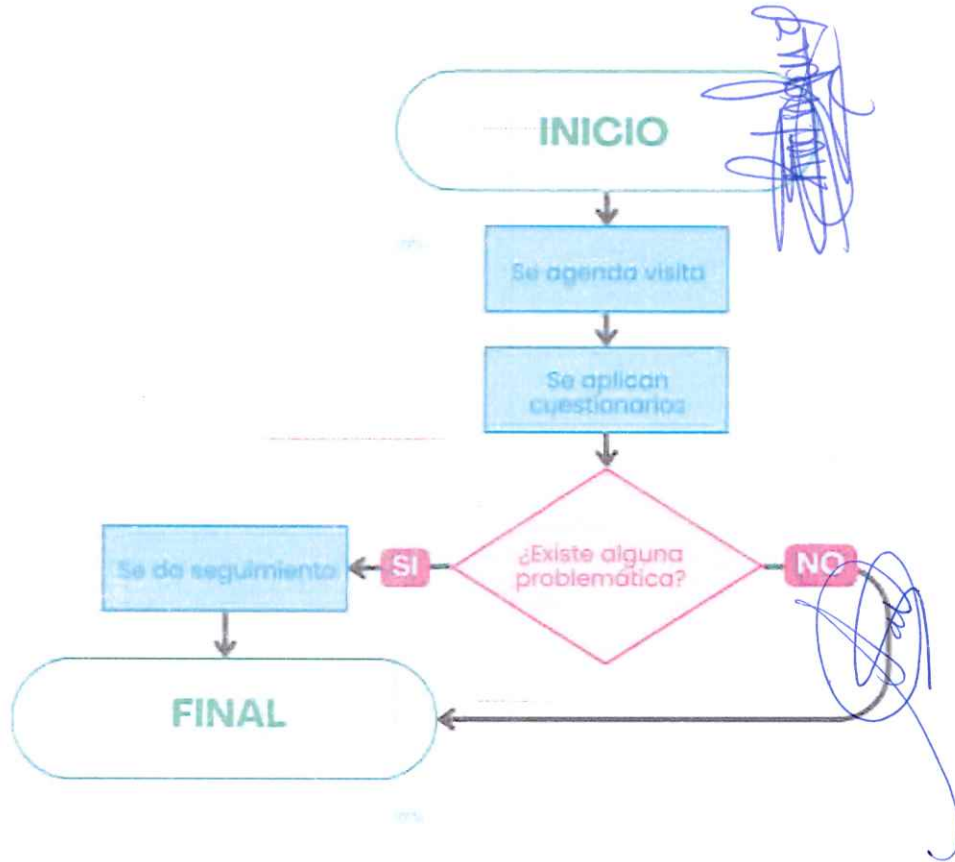 INICIO
Se agenda visita
Se aplican
cuestionarios
¿Existe alguna
problemática?
SI
NO
Se da seguimiento
FINAL